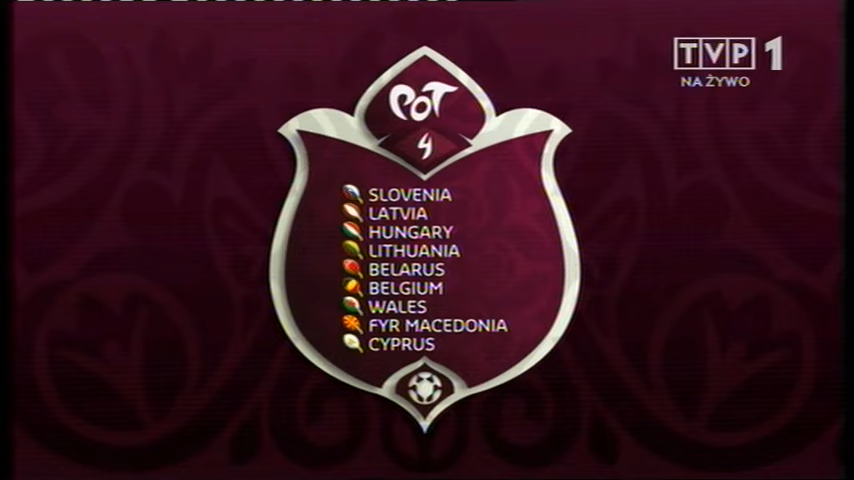 TVP 1
NA ŻYWO
POT
4
SLOVENIA
LATVIA
HUNGARY
LITHUANIA
BELARUS
BELGIUM
WALES
FYR MACEDONIA
CYPRUS